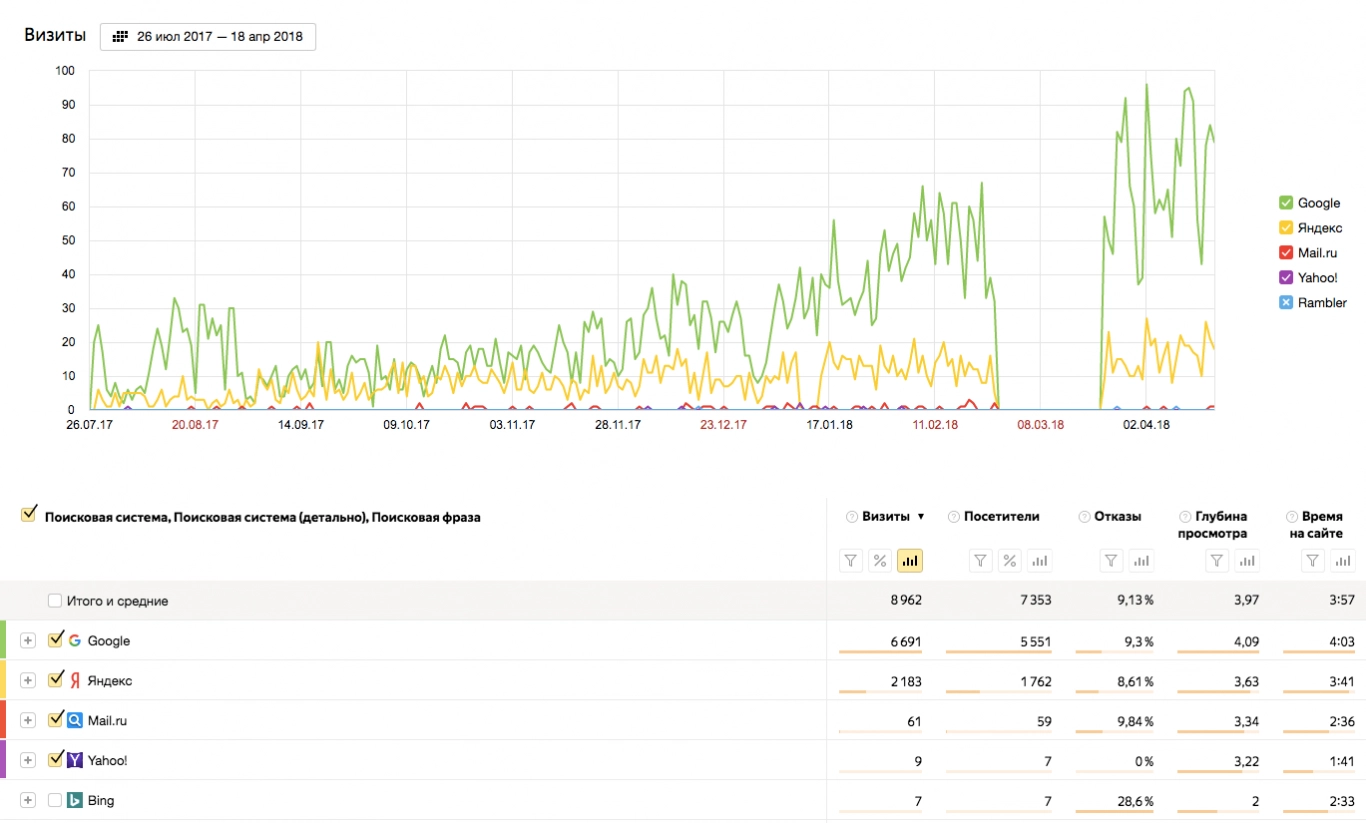 Визиты
26 июл 2017 — 18 апр 2018
100
90
80
70
60
50
40
30
20
10
0
26.07.17 20.08.17 14.09.17 09.10.17 03.11.17 28.11.17 23.12.17 17.01.18 11.02.18 08.03.18 02.04.18
Google
Яндекс
Mail.ru
Yahoo!
Rambler
Поисковая система, Поисковая система (детально), Поисковая фраза
? Визиты ▼ ? Посетители ? Отказы ? Глубина просмотра ? Время на сайте
% %
Итого и средние 8 962 7 353 9,13 % 3,97 3:57
Google 6 691 5 551 9,3 % 4,09 4:03
Яндекс 2 183 1 762 8,61 % 3,63 3:41
Mail.ru 61 59 9,84 % 3,34 2:36
Yahoo! 9 7 0 % 3,22 1:41
Bing 7 7 28,6 % 2 2:33